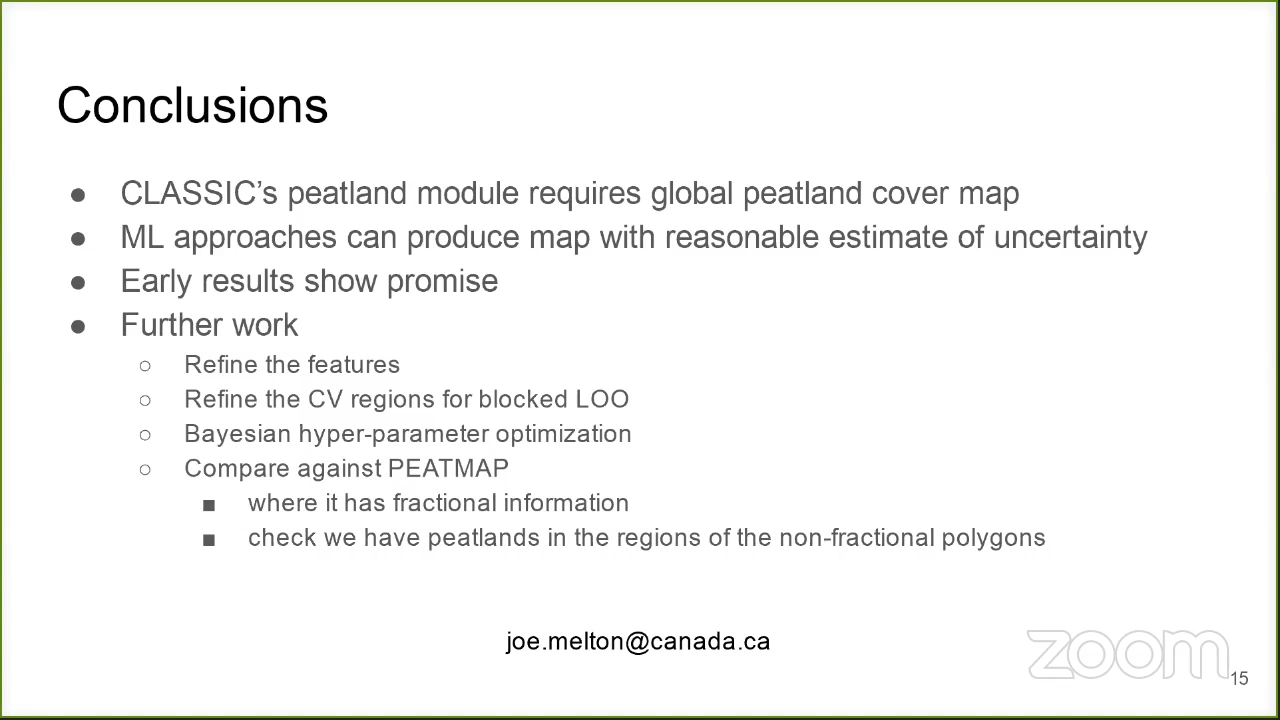 Conclusions
● CLASSIC’s peatland module requires global peatland cover map
● ML approaches can produce map with reasonable estimate of uncertainty
● Early results show promise
● Further work
○ Refine the features
○ Refine the CV regions for blocked LOO
○ Bayesian hyper-parameter optimization
○ Compare against PEATMAP
■ where it has fractional information
■ check we have peatlands in the regions of the non-fractional polygons
joe.melton@canada.ca
zoom
15